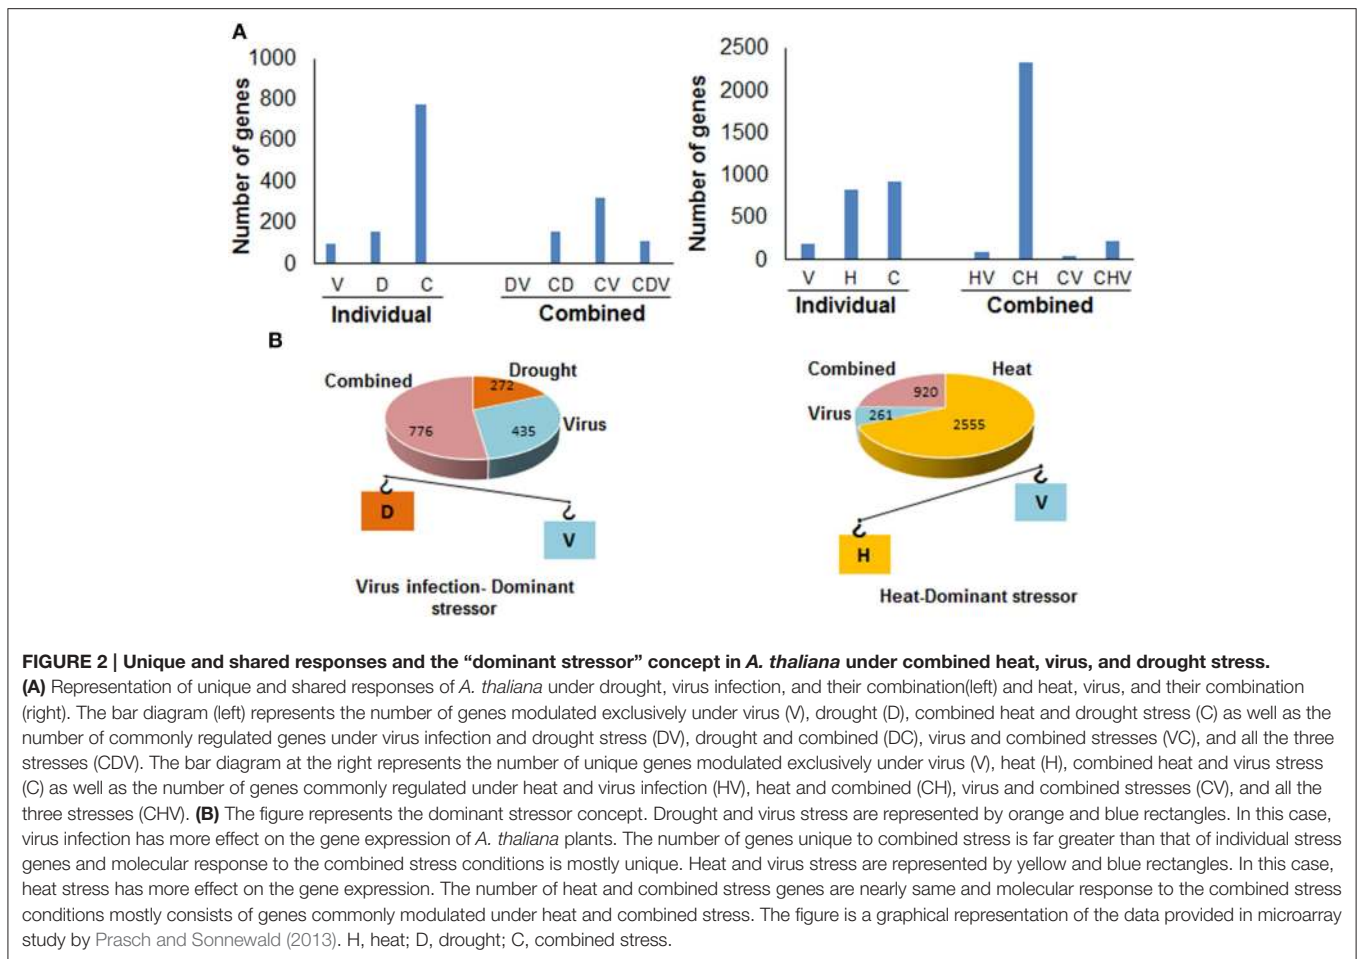 A
Number of genes
1000
800
600
400
200
0
V D C
Individual
DV CD CV CDV
Combined
Number of genes
2500
2000
1500
1000
500
0
V H C
Individual
HV CH CV CHV
Combined
B
Combined
Drought
272
Virus
776
435
D
V
Virus infection- Dominant
stressor
Combined
Heat
920
Virus
261
2555
V
H
Heat-Dominant stressor
FIGURE 2 | Unique and shared responses and the “dominant stressor” concept in A. thaliana under combined heat, virus, and drought stress.
(A) Representation of unique and shared responses of A. thaliana under drought, virus infection, and their combination(left) and heat, virus, and their combination
(right). The bar diagram (left) represents the number of genes modulated exclusively under virus (V), drought (D), combined heat and drought stress (C) as well as the
number of commonly regulated genes under virus infection and drought stress (DV), drought and combined (DC), virus and combined stresses (VC), and all the three
stresses (CDV). The bar diagram at the right represents the number of unique genes modulated exclusively under virus (V), heat (H), combined heat and virus stress
(C) as well as the number of genes commonly regulated under heat and virus infection (HV), heat and combined (CH), virus and combined stresses (CV), and all the
three stresses (CHV). (B) The figure represents the dominant stressor concept. Drought and virus stress are represented by orange and blue rectangles. In this case,
virus infection has more effect on the gene expression of A. thaliana plants. The number of genes unique to combined stress is far greater than that of individual stress
genes and molecular response to the combined stress conditions is mostly unique. Heat and virus stress are represented by yellow and blue rectangles. In this case,
heat stress has more effect on the gene expression. The number of heat and combined stress genes are nearly same and molecular response to the combined stress
conditions mostly consists of genes commonly modulated under heat and combined stress. The figure is a graphical representation of the data provided in microarray
study by Prasch and Sonnewald (2013). H, heat; D, drought; C, combined stress.